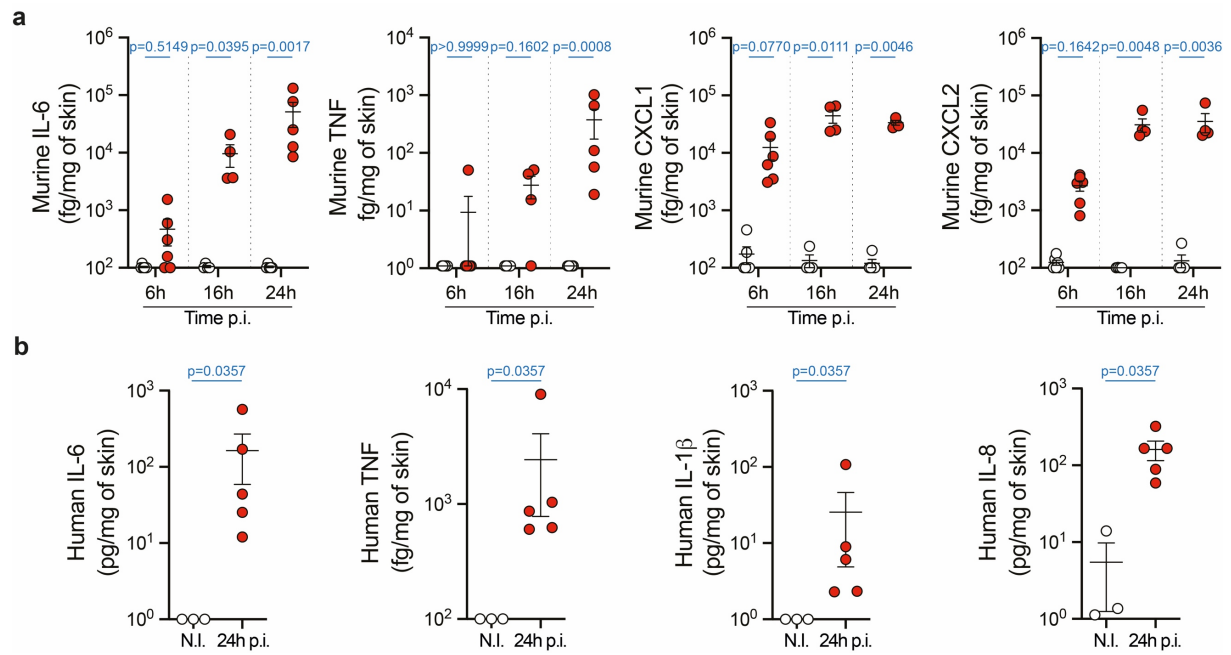 a
Murine IL-6
(fg/mg of skin)
10⁶
10⁵
10⁴
10³
10²
p=0.5149 p=0.0395 p=0.0017
6h 16h 24h
Time p.i.
Murine TNF
fg/mg of skin)
10⁴
10³
10²
10¹
10⁰
p>0.9999 p=0.1602 p=0.0008
6h 16h 24h
Time p.i.
Murine CXCL1
(fg/mg of skin)
10⁶
10⁵
10⁴
10³
10²
p=0.0770 p=0.0111 p=0.0046
6h 16h 24h
Time p.i.
Murine CXCL2
(fg/mg of skin)
10⁶
10⁵
10⁴
10³
10²
p=0.1642 p=0.0048 p=0.0036
6h 16h 24h
Time p.i.
b
Human IL-6
(pg/mg of skin)
10³
10²
10¹
10⁰
p=0.0357
N.I. 24h p.i.
Human TNF
(fg/mg of skin)
10⁴
10³
10²
p=0.0357
N.I. 24h p.i.
Human IL-1β
(pg/mg of skin)
10³
10²
10¹
10⁰
p=0.0357
N.I. 24h p.i.
Human IL-8
(pg/mg of skin)
10³
10²
10¹
10⁰
p=0.0357
N.I. 24h p.i.